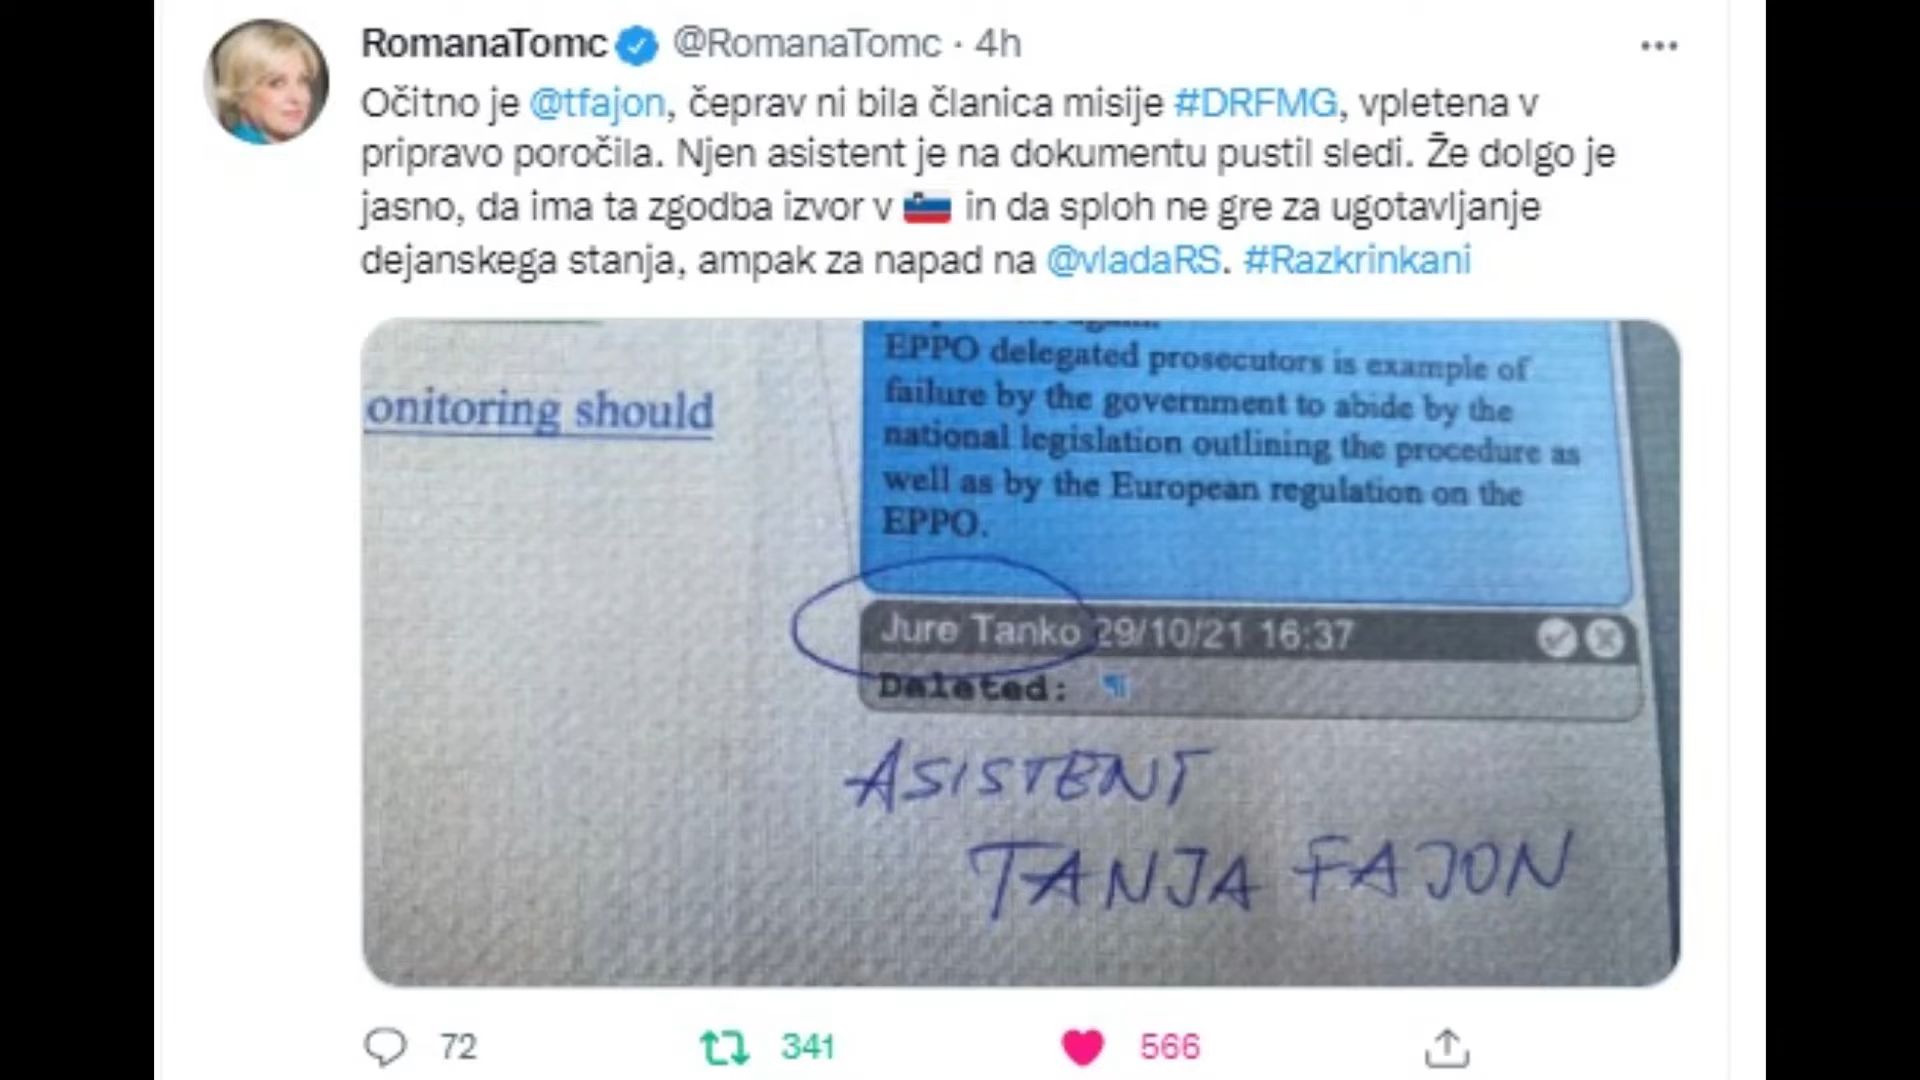 RomanaTomc @RomanaTomc · 4h
Očitno je @tfajon, čeprav ni bila članica misije #DRFMG, vpletena v
pripravo poročila. Njen asistent je na dokumentu pustil sledi. Že dolgo je
jasno, da ima ta zgodba izvor v in da sploh ne gre za ugotavljanje
dejanskega stanja, ampak za napad na @vladaRS. #Razkrinkani
onitoring should
again.
EPPO delegated prosecutors is example of
failure by the government to abide by the
national legislation outlining the procedure as
well as by the European regulation on the
EPPO.
Jure Tanko 29/10/21 16:37
Deleted: ¶
ASISTENT
TANJA FAJON
72 341 566